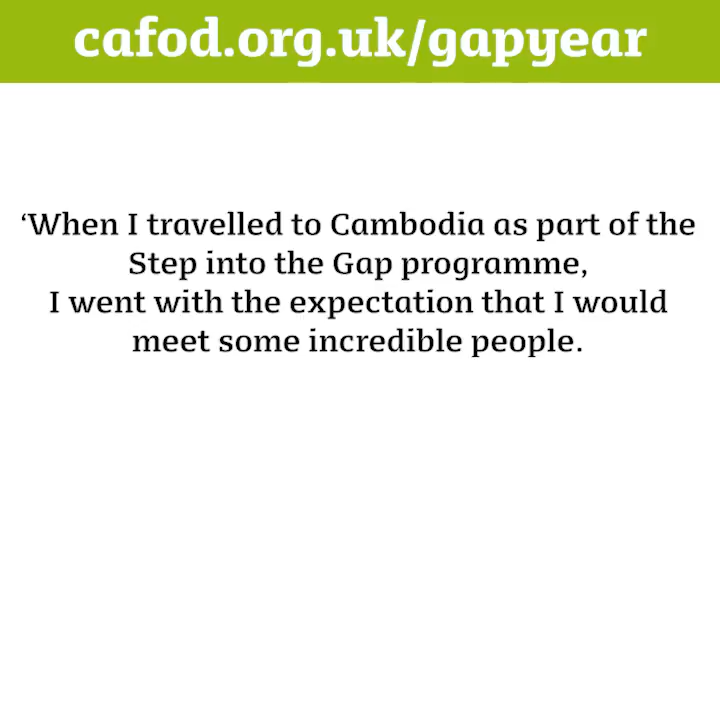 cafod.org.uk/gapyear
‘When I travelled to Cambodia as part of the
Step into the Gap programme,
I went with the expectation that I would
meet some incredible people.